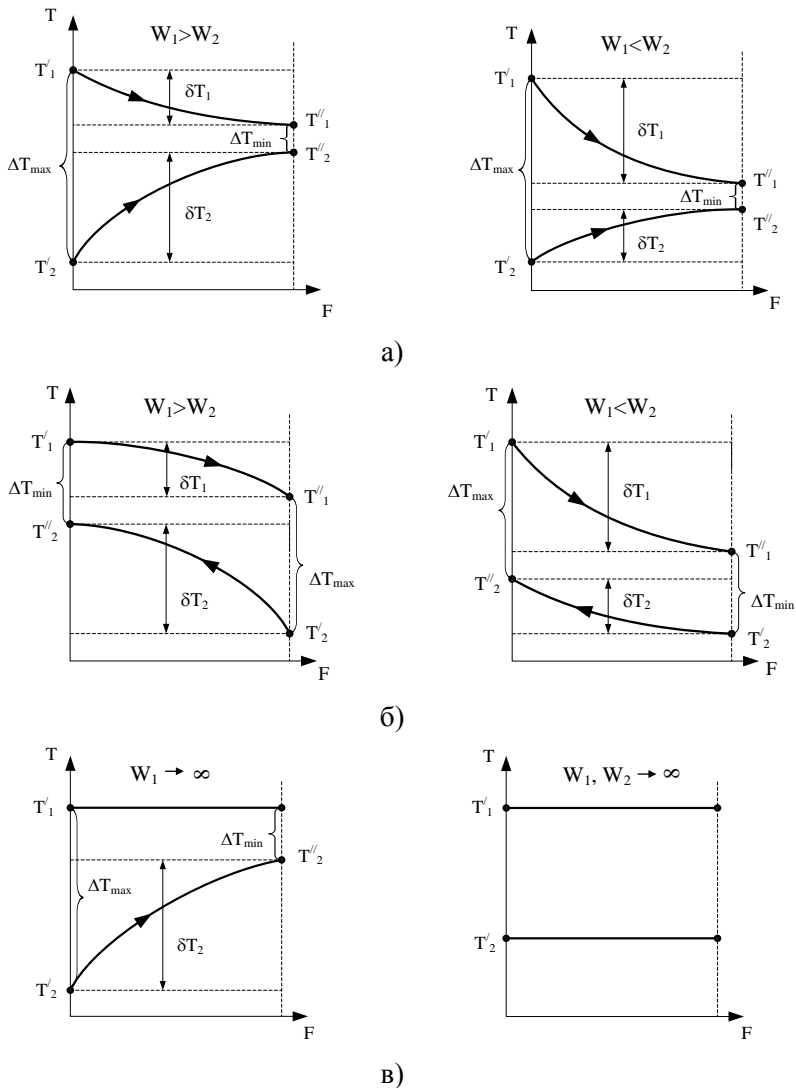 T
W₁>W₂
T′₁
δT₁
T″₁
ΔTmin
T″₂
ΔTmax
δT₂
T′₂
F
T
W₁<W₂
T′₁
δT₁
T″₁
ΔTmax
ΔTmin
T″₂
δT₂
T′₂
F
а)
T
W₁>W₂
T′₁
δT₁
ΔTmin
T″₁
T″₂
ΔTmax
δT₂
T′₂
F
T
W₁<W₂
T′₁
δT₁
ΔTmax
T″₁
T″₂
δT₂
ΔTmin
T′₂
F
б)
T
W₁ → ∞
T′₁
ΔTmin
T″₂
ΔTmax
δT₂
T′₂
F
T
W₁, W₂ → ∞
T′₁
T′₂
F
в)